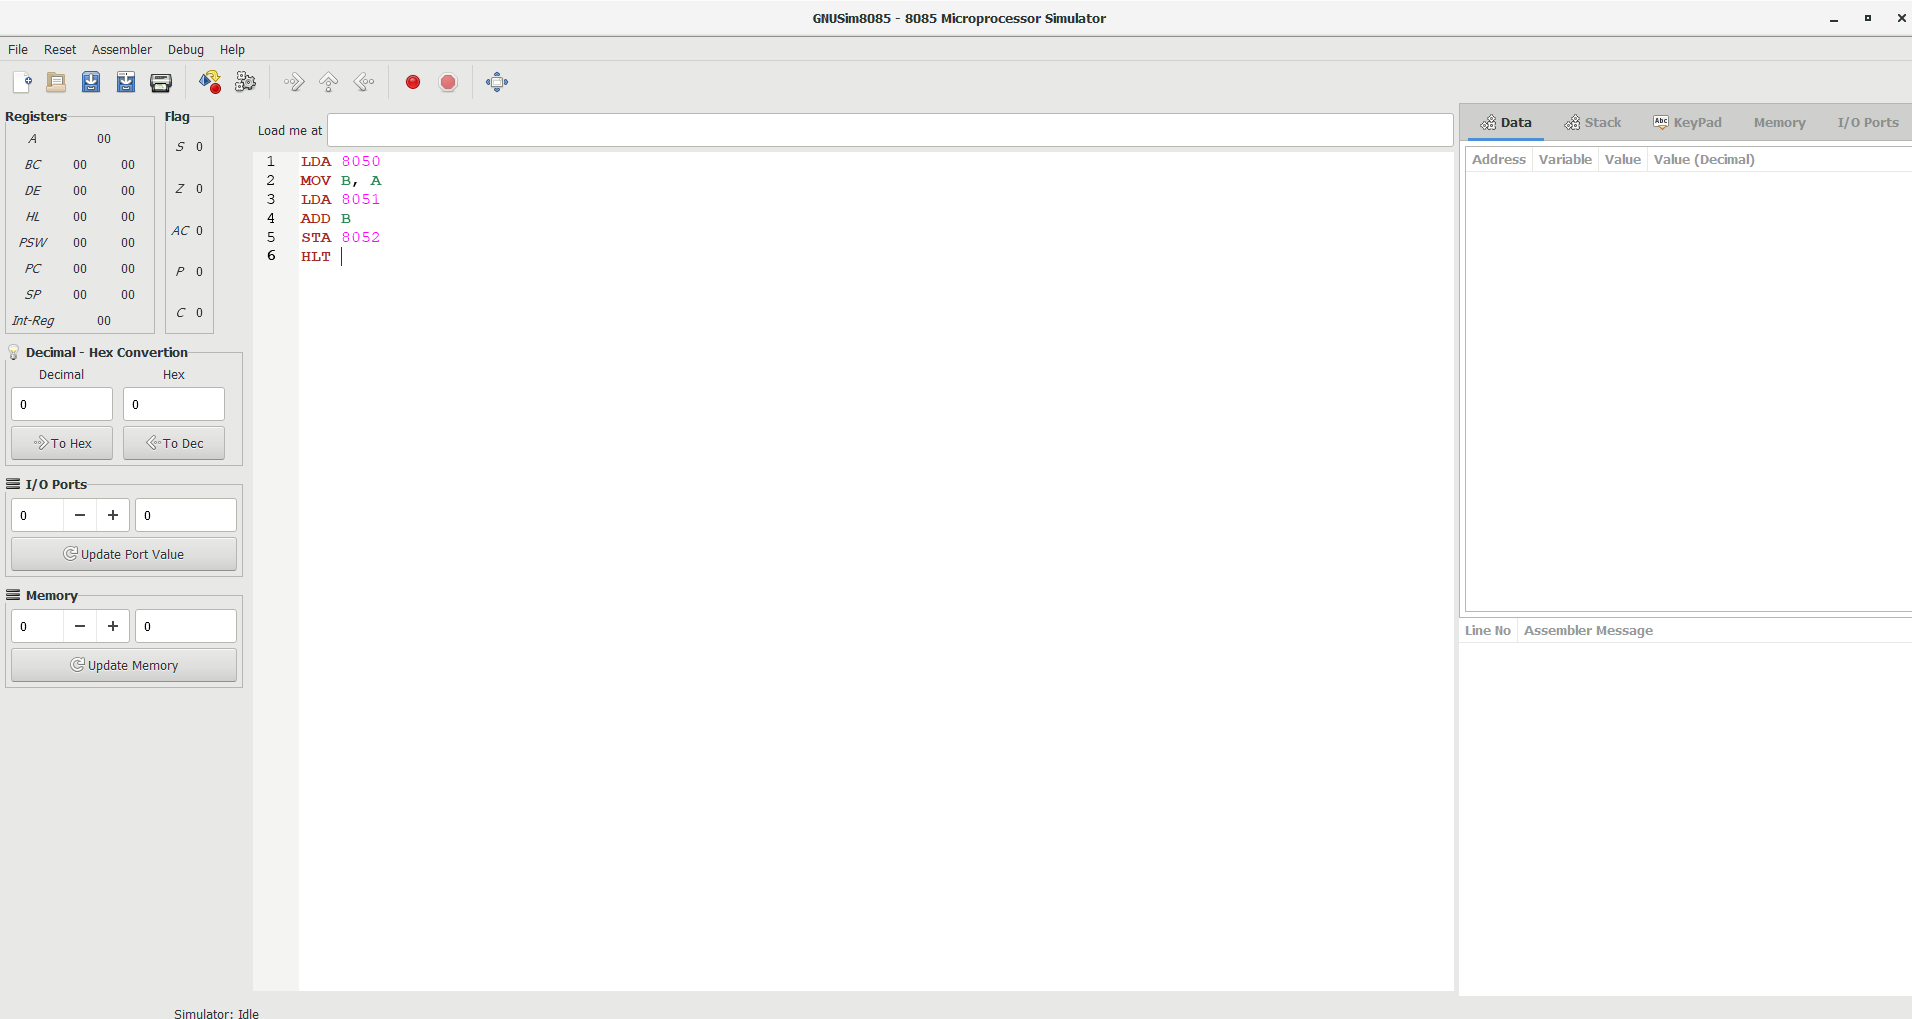 GNUSim8085 - 8085 Microprocessor Simulator
File Reset Assembler Debug Help
Registers
A 00
BC 00 00
DE 00 00
HL 00 00
PSW 00 00
PC 00 00
SP 00 00
Int-Reg 00
Flag
S 0
Z 0
AC 0
P 0
C 0
Decimal - Hex Convertion
Decimal Hex
0 0
To Hex To Dec
I/O Ports
0 − + 0
Update Port Value
Memory
0 − + 0
Update Memory
Load me at
1 LDA 8050
2 MOV B, A
3 LDA 8051
4 ADD B
5 STA 8052
6 HLT
Data Stack Abc KeyPad Memory I/O Ports
Address Variable Value Value (Decimal)
Line No Assembler Message
Simulator: Idle